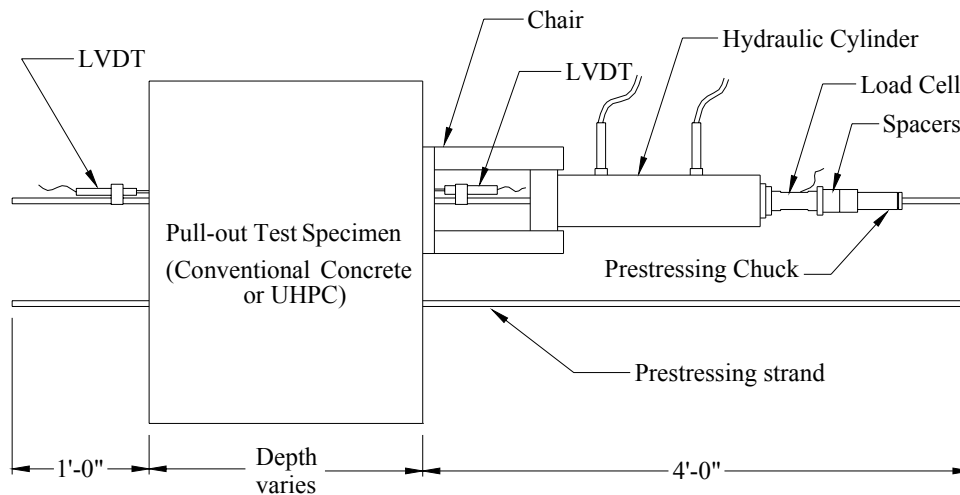 Chair
LVDT
LVDT
Hydraulic Cylinder
Load Cell
Spacers
Pull-out Test Specimen
(Conventional Concrete
or UHPC)
Prestressing Chuck
Prestressing strand
1'-0"
Depth
varies
4'-0"